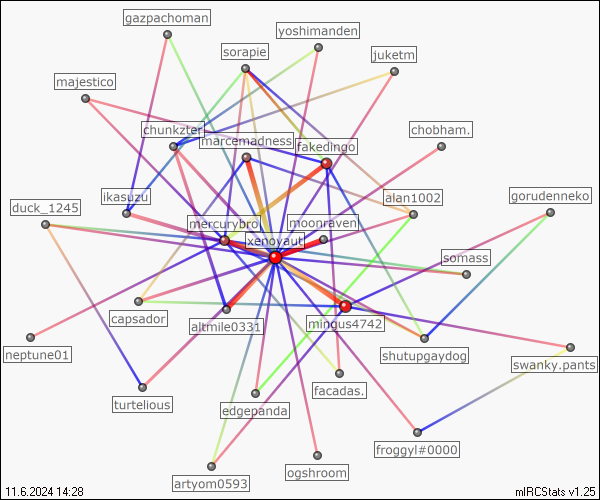 gazpachoman
yoshimanden
sorapie
juketm
majestico
chunkzter
chobham.
marcemadness
fakedingo
ikasuzu
alan1002
gorudenneko
duck_1245
mercurybro
moonraven
xenoyaut
somass
capsador
altmile0331
mingus4742
neptune01
shutupgaydog
swanky.pants
facadas.
turtelious
edgepanda
froggyl#0000
artyom0593
ogshroom
11.6.2024 14:28
mIRCStats v1.25